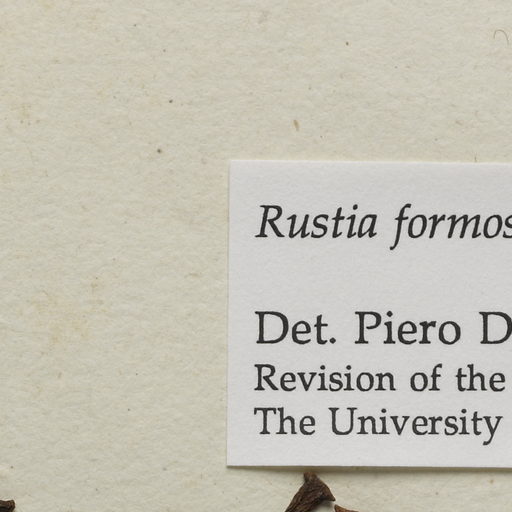 Rustia formos
Det. Piero D
Revision of the
The University